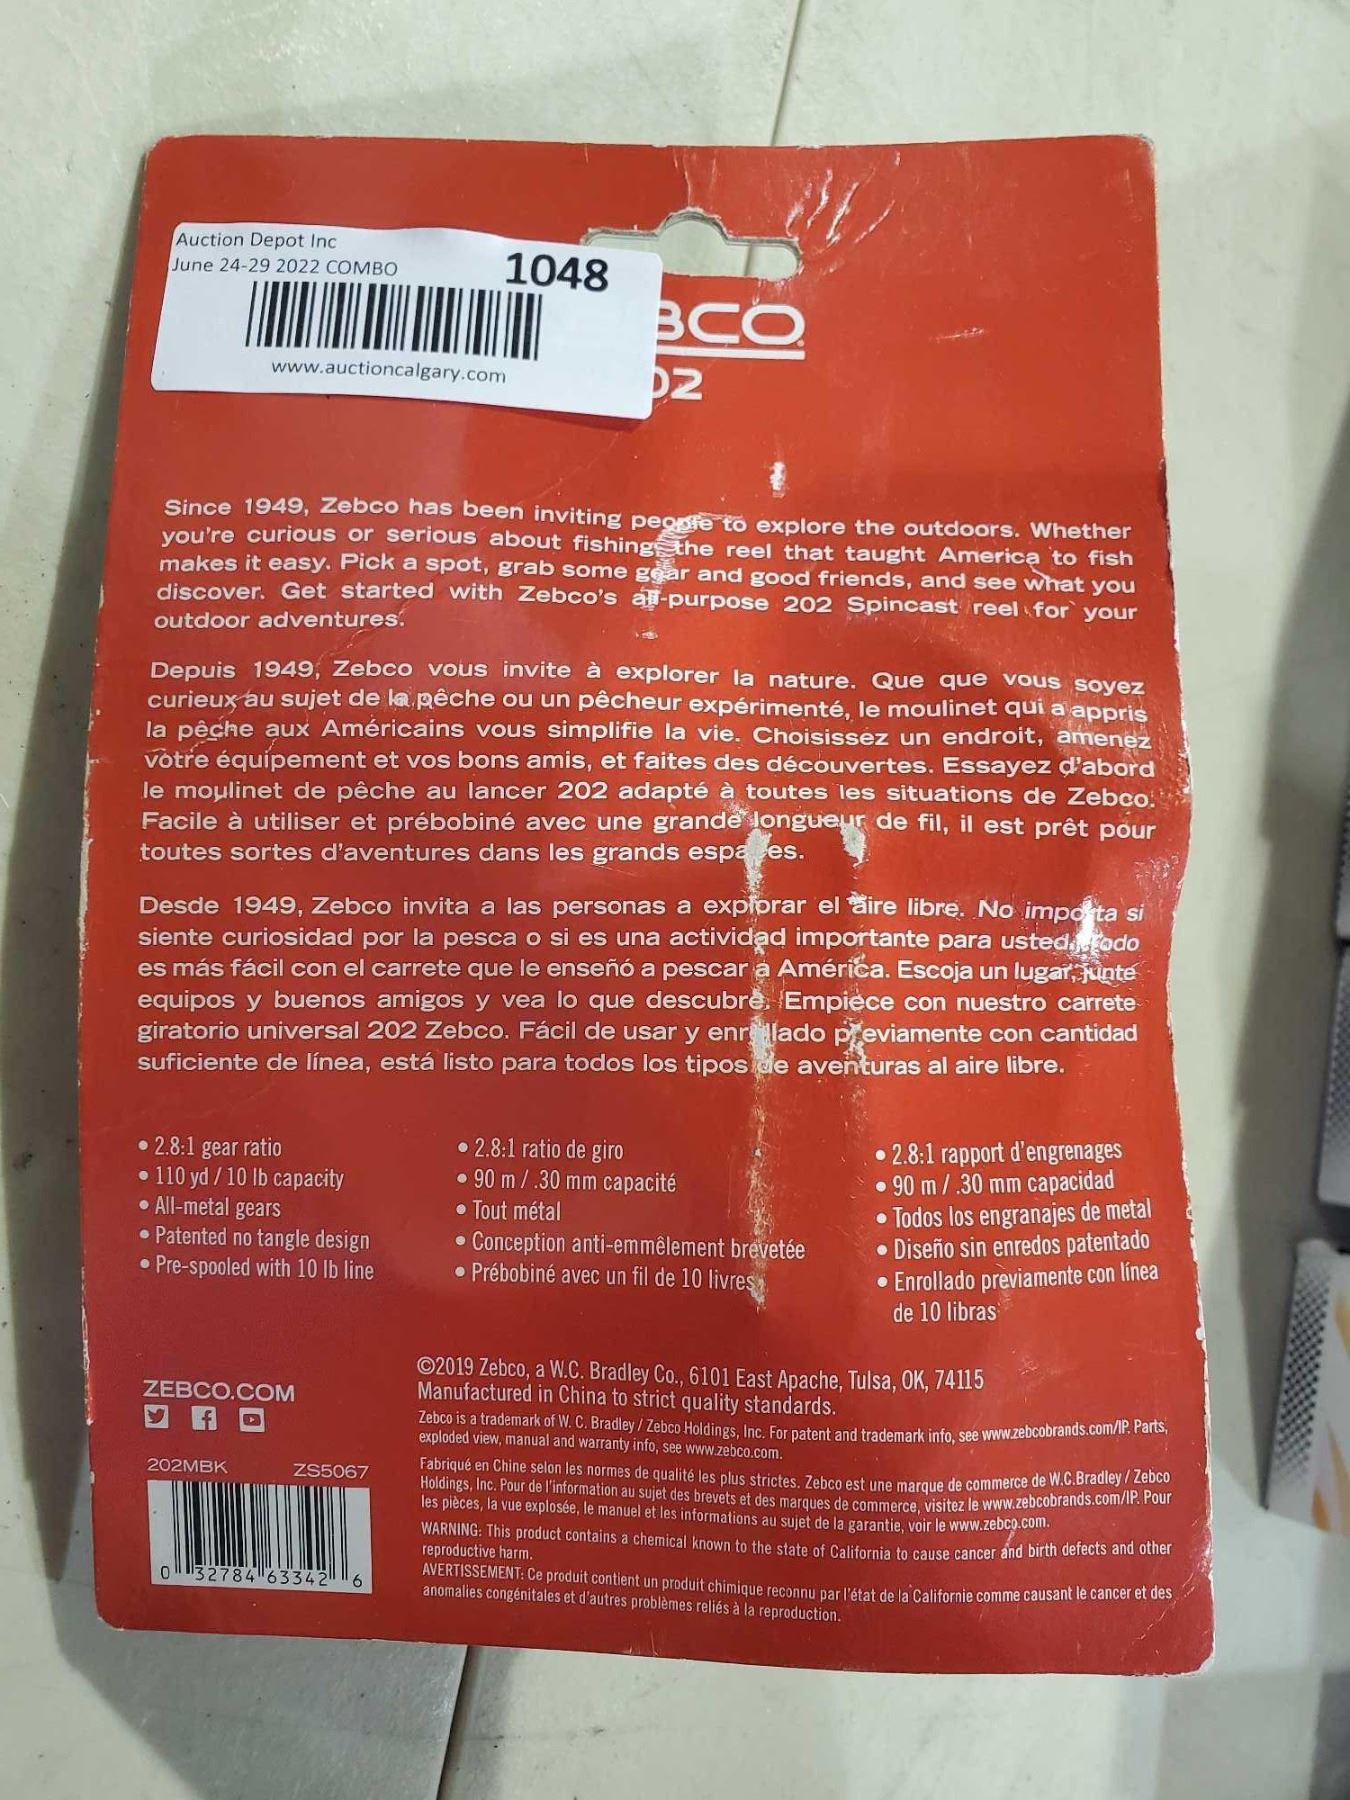 Auction Depot Inc
June 24-29 2022 COMBO
1048
www.auctioncalgary.com
BCO
02
Since 1949, Zebco has been inviting people to explore the outdoors. Whether
you're curious or serious about fishing, the reel that taught America to fish
makes it easy. Pick a spot, grab some gear and good friends, and see what you
discover. Get started with Zebco's all-purpose 202 Spincast reel for your
outdoor adventures.
Depuis 1949, Zebco vous invite à explorer la nature. Que que vous soyez
curieux au sujet de la pêche ou un pêcheur expérimenté, le moulinet qui a appris
la pêche aux Américains vous simplifie la vie. Choisissez un endroit, amenez
votre équipement et vos bons amis, et faites des découvertes. Essayez d'abord
le moulinet de pêche au lancer 202 adapté à toutes les situations de Zebco.
Facile à utiliser et prébobiné avec une grande longueur de fil, il est prêt pour
toutes sortes d'aventures dans les grands espaces.
Desde 1949, Zebco invita a las personas a explorar el aire libre. No importa si
siente curiosidad por la pesca o si es una actividad importante para usted, todo
es más fácil con el carrete que le enseñó a pescar a América. Escoja un lugar, junte
equipos y buenos amigos y vea lo que descubre. Empiece con nuestro carrete
giratorio universal 202 Zebco. Fácil de usar y enrollado previamente con cantidad
suficiente de línea, está listo para todos los tipos de aventuras al aire libre.
• 2.8:1 gear ratio
• 110 yd / 10 lb capacity
• All-metal gears
• Patented no tangle design
• Pre-spooled with 10 lb line
• 2.8:1 ratio de giro
• 90 m / .30 mm capacité
• Tout métal
• Conception anti-emmêlement brevetée
• Prébobiné avec un fil de 10 livres
• 2.8:1 rapport d'engrenages
• 90 m / .30 mm capacidad
• Todos los engranajes de metal
• Diseño sin enredos patentado
• Enrollado previamente con línea
de 10 libras
ZEBCO.COM
202MBK ZS5067
0 32784 63342 6
©2019 Zebco, a W.C. Bradley Co., 6101 East Apache, Tulsa, OK, 74115
Manufactured in China to strict quality standards.
Zebco is a trademark of W. C. Bradley / Zebco Holdings, Inc. For patent and trademark info, see www.zebcobrands.com/IP. Parts,
exploded view, manual and warranty info, see www.zebco.com.
Fabriqué en Chine selon les normes de qualité les plus strictes. Zebco est une marque de commerce de W.C.Bradley / Zebco
Holdings, Inc. Pour de l'information au sujet des brevets et des marques de commerce, visitez le www.zebcobrands.com/IP. Pour
les pièces, la vue explosée, le manuel et les informations au sujet de la garantie, voir le www.zebco.com.
WARNING: This product contains a chemical known to the state of California to cause cancer and birth defects and other
reproductive harm.
AVERTISSEMENT: Ce produit contient un produit chimique reconnu par l'état de la Californie comme causant le cancer et des
anomalies congénitales et d'autres problèmes reliés à la reproduction.